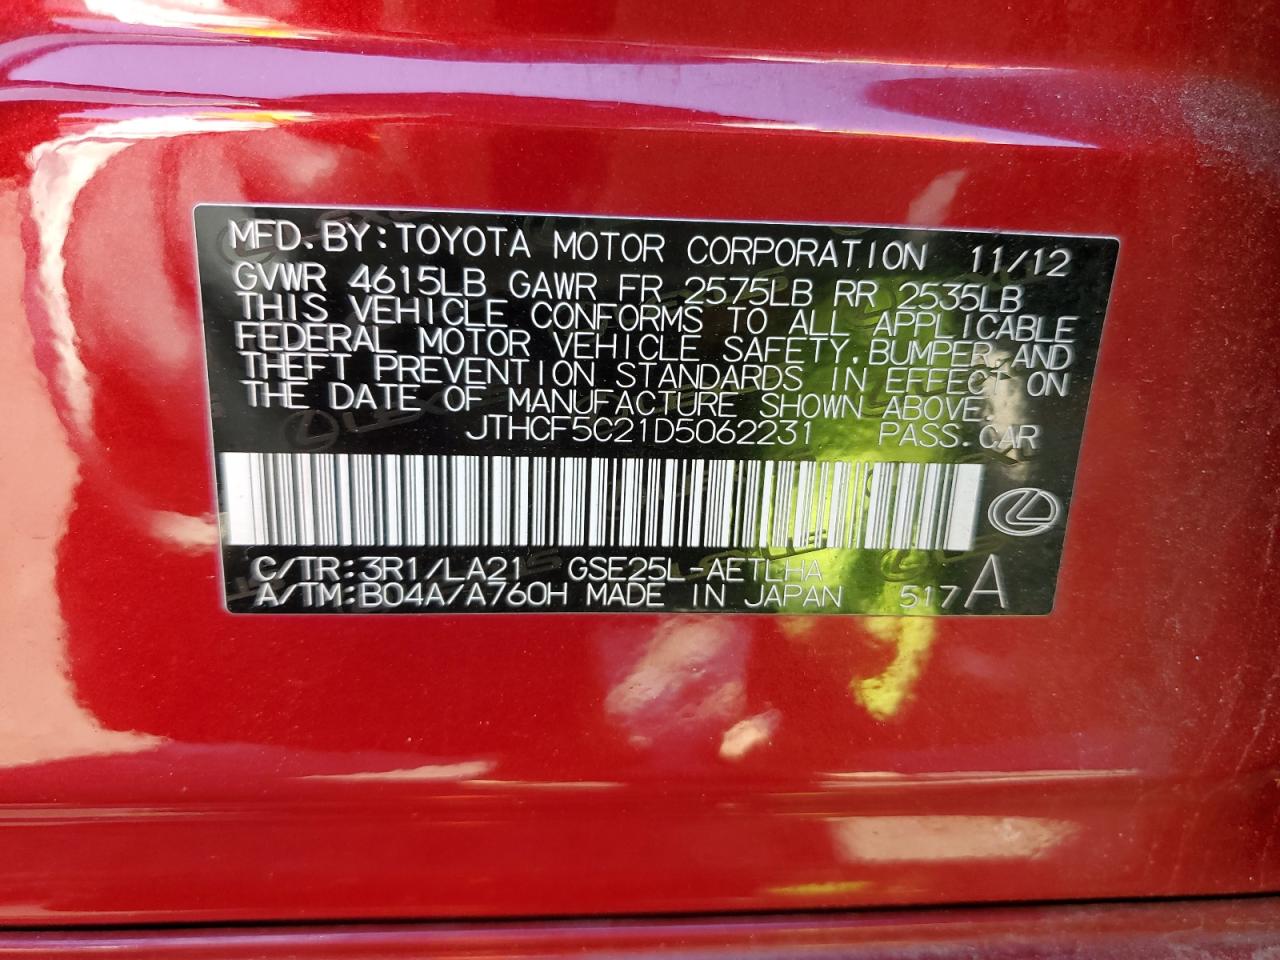 MFD.BY:TOYOTA MOTOR CORPORATION 11/12
GVWR 4615LB GAWR FR 2575LB RR 2535LB
THIS VEHICLE CONFORMS TO ALL APPLICABLE
FEDERAL MOTOR VEHICLE SAFETY,BUMPER,AND
THEFT PREVENTION STANDARDS IN EFFECT ON
THE DATE OF MANUFACTURE SHOWN ABOVE.
JTHCF5C21D5062231 PASS.CAR
C/TR:3R1/LA21 GSE25L-AETLHA
A/TM:B04A/A760H MADE IN JAPAN 517A